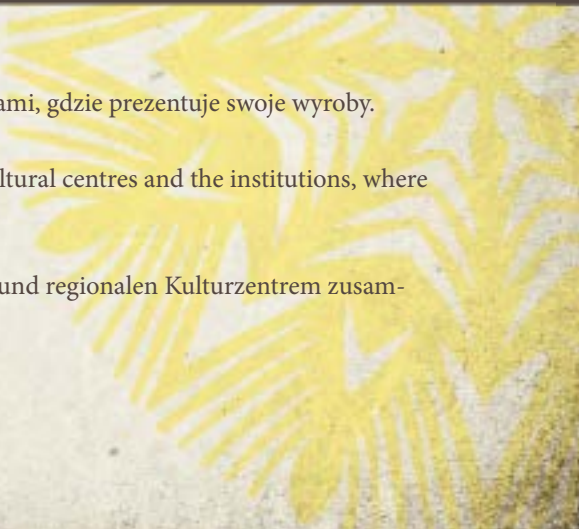 ami, gdzie prezentuje swoje wyroby.
ltural centres and the institutions, where
und regionalen Kulturzentrem zusam-